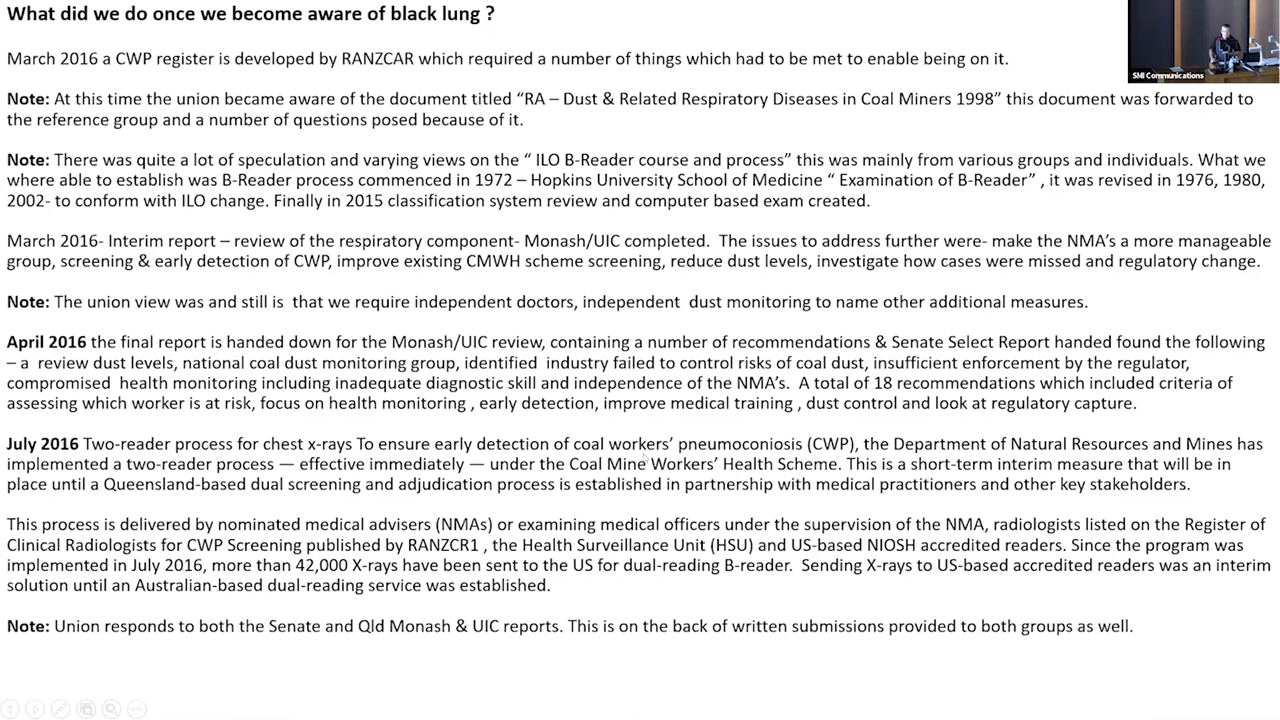 What did we do once we become aware of black lung ?
SMI Communications
March 2016 a CWP register is developed by RANZCAR which required a number of things which had to be met to enable being on it.
Note: At this time the union became aware of the document titled “RA – Dust & Related Respiratory Diseases in Coal Miners 1998” this document was forwarded to
the reference group and a number of questions posed because of it.
Note: There was quite a lot of speculation and varying views on the “ ILO B-Reader course and process” this was mainly from various groups and individuals. What we
where able to establish was B-Reader process commenced in 1972 – Hopkins University School of Medicine “ Examination of B-Reader” , it was revised in 1976, 1980,
2002- to conform with ILO change. Finally in 2015 classification system review and computer based exam created.
March 2016- Interim report – review of the respiratory component- Monash/UIC completed.  The issues to address further were- make the NMA’s a more manageable
group, screening & early detection of CWP, improve existing CMWH scheme screening, reduce dust levels, investigate how cases were missed and regulatory change.
Note: The union view was and still is  that we require independent doctors, independent  dust monitoring to name other additional measures.
April 2016 the final report is handed down for the Monash/UIC review, containing a number of recommendations & Senate Select Report handed found the following
– a  review dust levels, national coal dust monitoring group, identified  industry failed to control risks of coal dust, insufficient enforcement by the regulator,
compromised  health monitoring including inadequate diagnostic skill and independence of the NMA’s.  A total of 18 recommendations which included criteria of
assessing which worker is at risk, focus on health monitoring , early detection, improve medical training , dust control and look at regulatory capture.
July 2016 Two-reader process for chest x-rays To ensure early detection of coal workers’ pneumoconiosis (CWP), the Department of Natural Resources and Mines has
implemented a two-reader process — effective immediately — under the Coal Mine Workers’ Health Scheme. This is a short-term interim measure that will be in
place until a Queensland-based dual screening and adjudication process is established in partnership with medical practitioners and other key stakeholders.
This process is delivered by nominated medical advisers (NMAs) or examining medical officers under the supervision of the NMA, radiologists listed on the Register of
Clinical Radiologists for CWP Screening published by RANZCR1 , the Health Surveillance Unit (HSU) and US-based NIOSH accredited readers. Since the program was
implemented in July 2016, more than 42,000 X-rays have been sent to the US for dual-reading B-reader.  Sending X-rays to US-based accredited readers was an interim
solution until an Australian-based dual-reading service was established.
Note: Union responds to both the Senate and Qld Monash & UIC reports. This is on the back of written submissions provided to both groups as well.